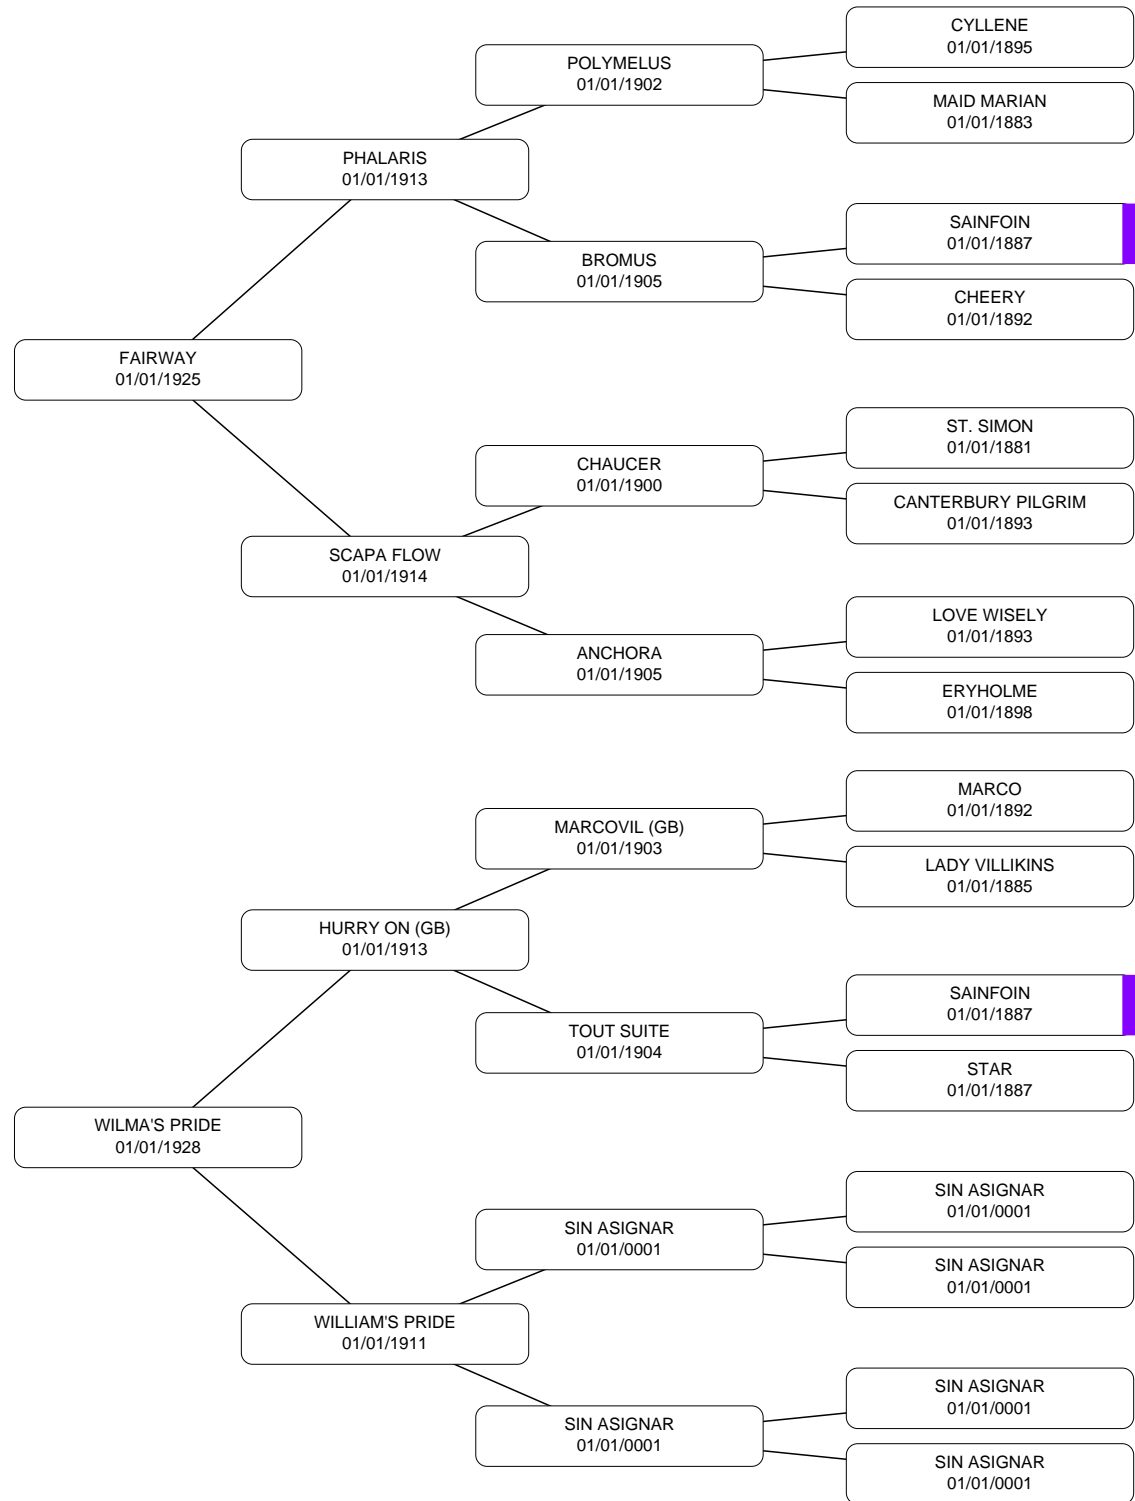 CYLLENE
01/01/1895
POLYMELUS
01/01/1902
MAID MARIAN
01/01/1883
PHALARIS
01/01/1913
SAINFOIN
01/01/1887
BROMUS
01/01/1905
CHEERY
01/01/1892
FAIRWAY
01/01/1925
ST. SIMON
01/01/1881
CHAUCER
01/01/1900
CANTERBURY PILGRIM
01/01/1893
SCAPA FLOW
01/01/1914
LOVE WISELY
01/01/1893
ANCHORA
01/01/1905
ERYHOLME
01/01/1898
MARCO
01/01/1892
MARCOVIL (GB)
01/01/1903
LADY VILLIKINS
01/01/1885
HURRY ON (GB)
01/01/1913
SAINFOIN
01/01/1887
TOUT SUITE
01/01/1904
STAR
01/01/1887
WILMA'S PRIDE
01/01/1928
SIN ASIGNAR
01/01/0001
SIN ASIGNAR
01/01/0001
SIN ASIGNAR
01/01/0001
WILLIAM'S PRIDE
01/01/1911
SIN ASIGNAR
01/01/0001
SIN ASIGNAR
01/01/0001
SIN ASIGNAR
01/01/0001